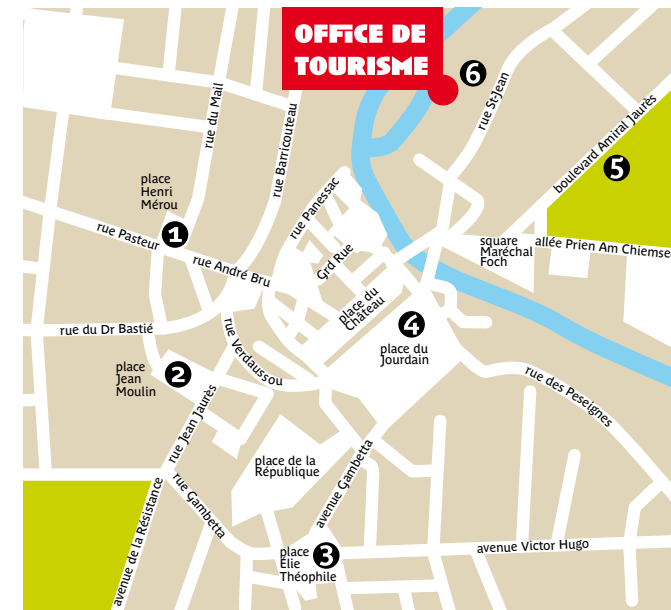 OFFiCE DE
TOURiSME
6
rue St-Jean
boulevard Amiral Jaurès
5
rue du Mail
rue Barricouteau
place
Henri
Mérou
1
rue Pasteur
rue André Bru
rue Panessac
Grd Rue
square
Maréchal
Foch
allée Prien Am Chiemsee
place du
Château
4
place du
Jourdain
rue du Dr Bastié
rue Verdaussou
place
Jean
Moulin
2
rue Jean Jaurès
rue des Peseignes
place de la
République
avenue Gambetta
avenue de la Résistance
rue Gambetta
place
Élie
Théophile
3
avenue Victor Hugo